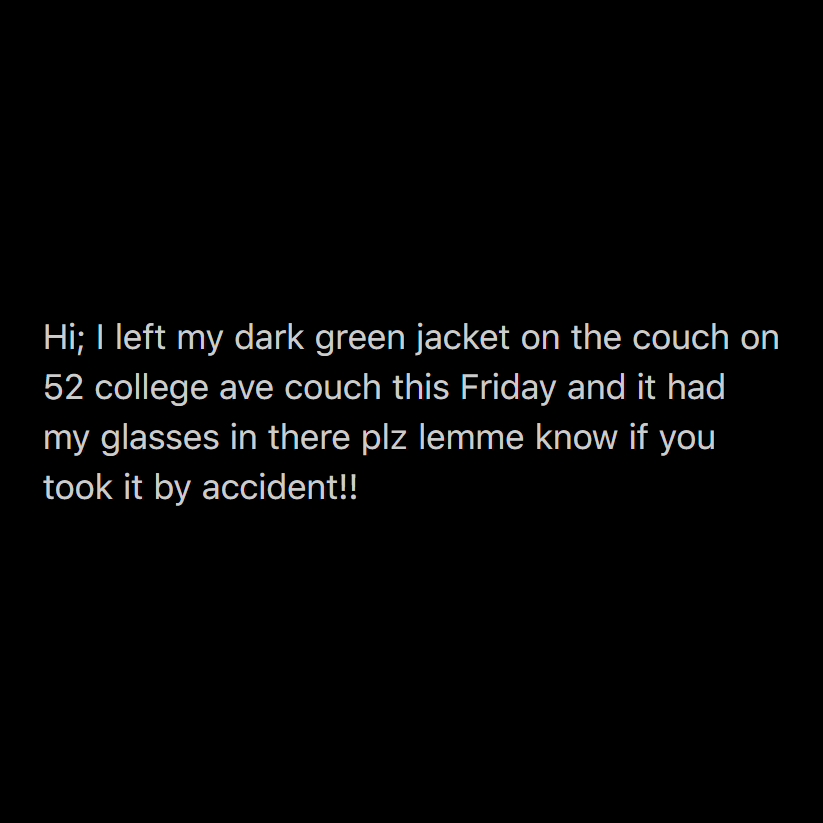 Hi; I left my dark green jacket on the couch on
52 college ave couch this Friday and it had
my glasses in there plz lemme know if you
took it by accident!!